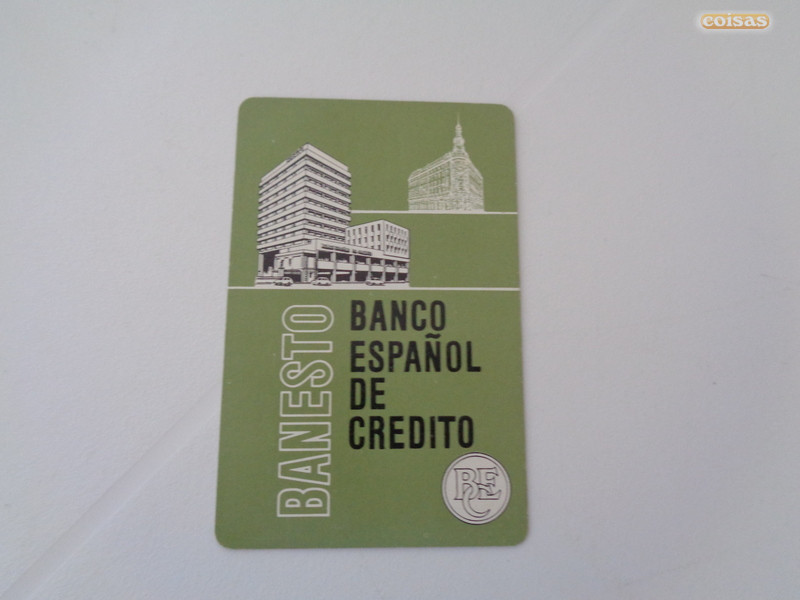 coisas
BANESTO
BANCO
ESPAÑOL
DE
CREDITO
BEC